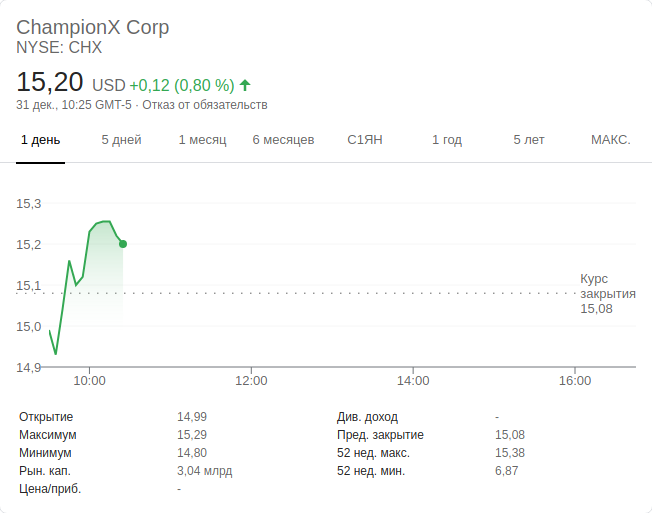 ChampionX Corp
NYSE: CHX
15,20 USD +0,12 (0,80 %)
31 дек., 10:25 GMT-5 · Отказ от обязательств
1 день 5 дней 1 месяц 6 месяцев С1ЯН 1 год 5 лет МАКС.
15,3
15,2
15,1
15,0
14,9
Курс
закрытия
15,08
10:00 12:00 14:00 16:00
Открытие 14,99 Див. доход -
Максимум 15,29 Пред. закрытие 15,08
Минимум 14,80 52 нед. макс. 15,38
Рын. кап. 3,04 млрд 52 нед. мин. 6,87
Цена/приб. -